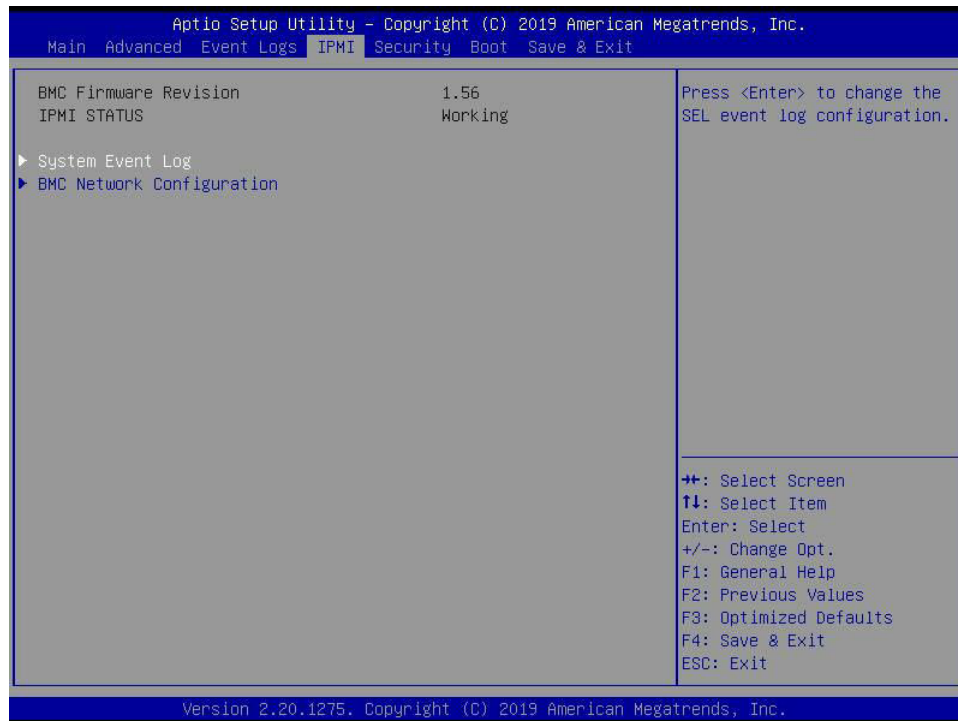 Aptio Setup Utility – Copyright (C) 2019 American Megatrends, Inc.
Main Advanced Event Logs IPMI Security Boot Save & Exit
BMC Firmware Revision 1.56
IPMI STATUS Working
System Event Log
BMC Network Configuration
Press <Enter> to change the
SEL event log configuration.
→←: Select Screen
↑↓: Select Item
Enter: Select
+/-: Change Opt.
F1: General Help
F2: Previous Values
F3: Optimized Defaults
F4: Save & Exit
ESC: Exit
Version 2.20.1275. Copyright (C) 2019 American Megatrends, Inc.